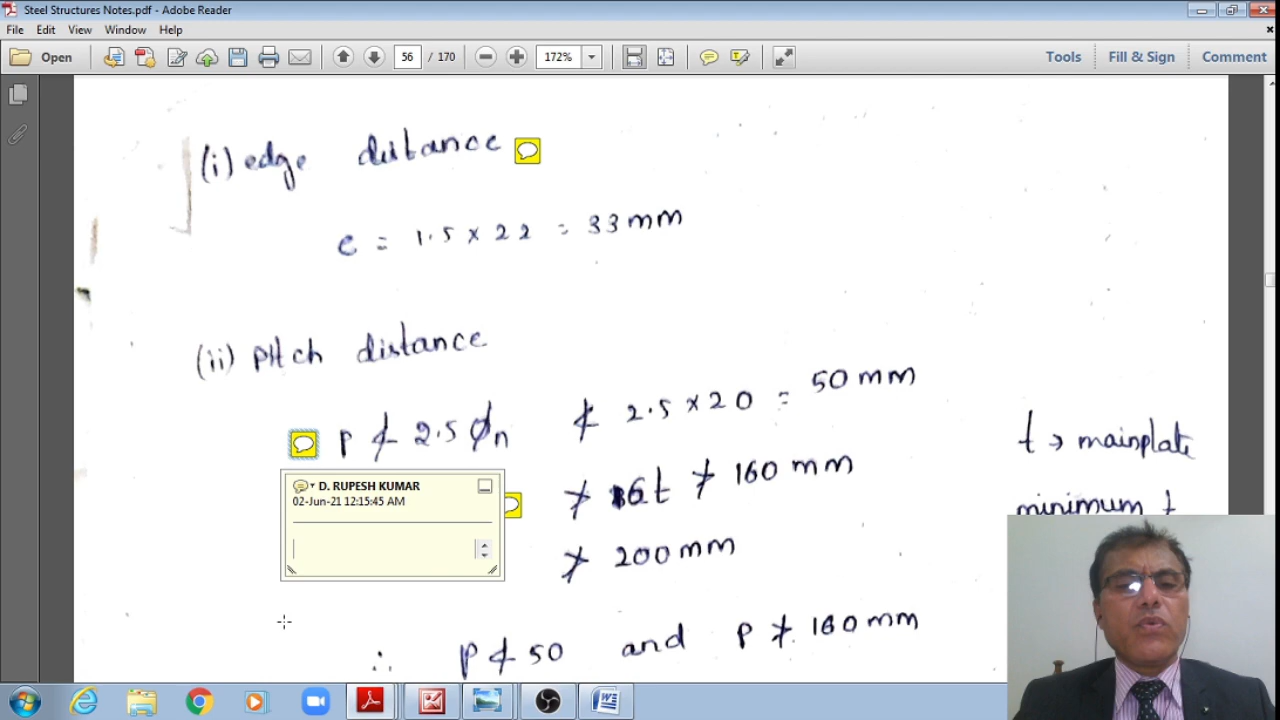 Steel Structures Notes.pdf - Adobe Reader
File Edit View Window Help
Open 56 / 170 172% Tools Fill & Sign Comment
(i) edge distance
e = 1.5 × 22 = 33 mm
(ii) Pitch distance
p ≮ 2.5 ϕn ≮ 2.5 × 20 = 50 mm
≯ 16t ≯ 160 mm
≯ 200 mm
t → mainplate
minimum t
D. RUPESH KUMAR
02-Jun-21 12:15:45 AM
∴ p ≮ 50 and p ≯ 160 mm